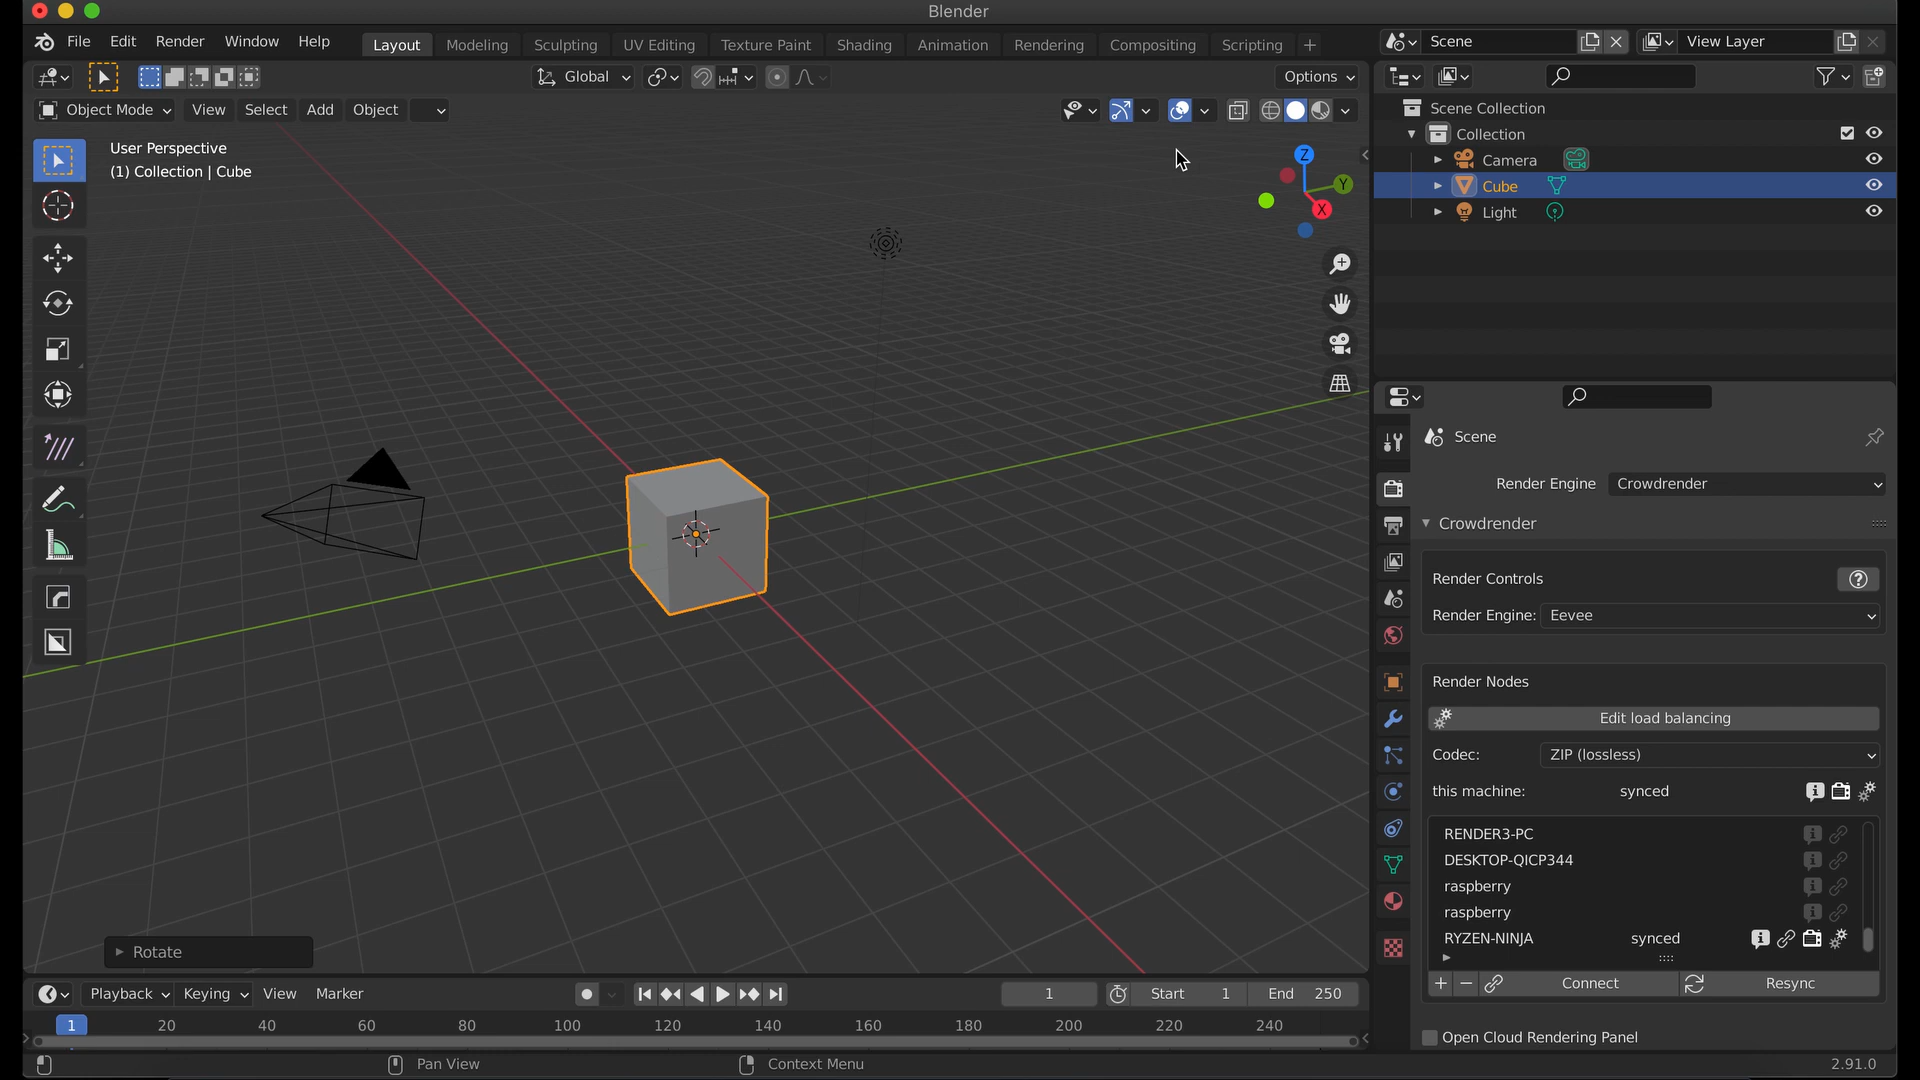 Blender
File Edit Render Window Help
Layout Modeling Sculpting UV Editing Texture Paint Shading Animation Rendering Compositing Scripting +
Scene
View Layer
Global
Options
Object Mode View Select Add Object
User Perspective
(1) Collection | Cube
Z
Y
X
Scene Collection
Collection
Camera
Cube
Light
Scene
Render Engine Crowdrender
Crowdrender
Render Controls
?
Render Engine: Eevee
Render Nodes
Edit load balancing
Codec: ZIP (lossless)
this machine: synced
RENDER3-PC
DESKTOP-QICP344
raspberry
raspberry
RYZEN-NINJA synced
+ − Connect Resync
Open Cloud Rendering Panel
Rotate
Playback Keying View Marker
1 Start 1 End 250
1 20 40 60 80 100 120 140 160 180 200 220 240
Pan View Context Menu 2.91.0